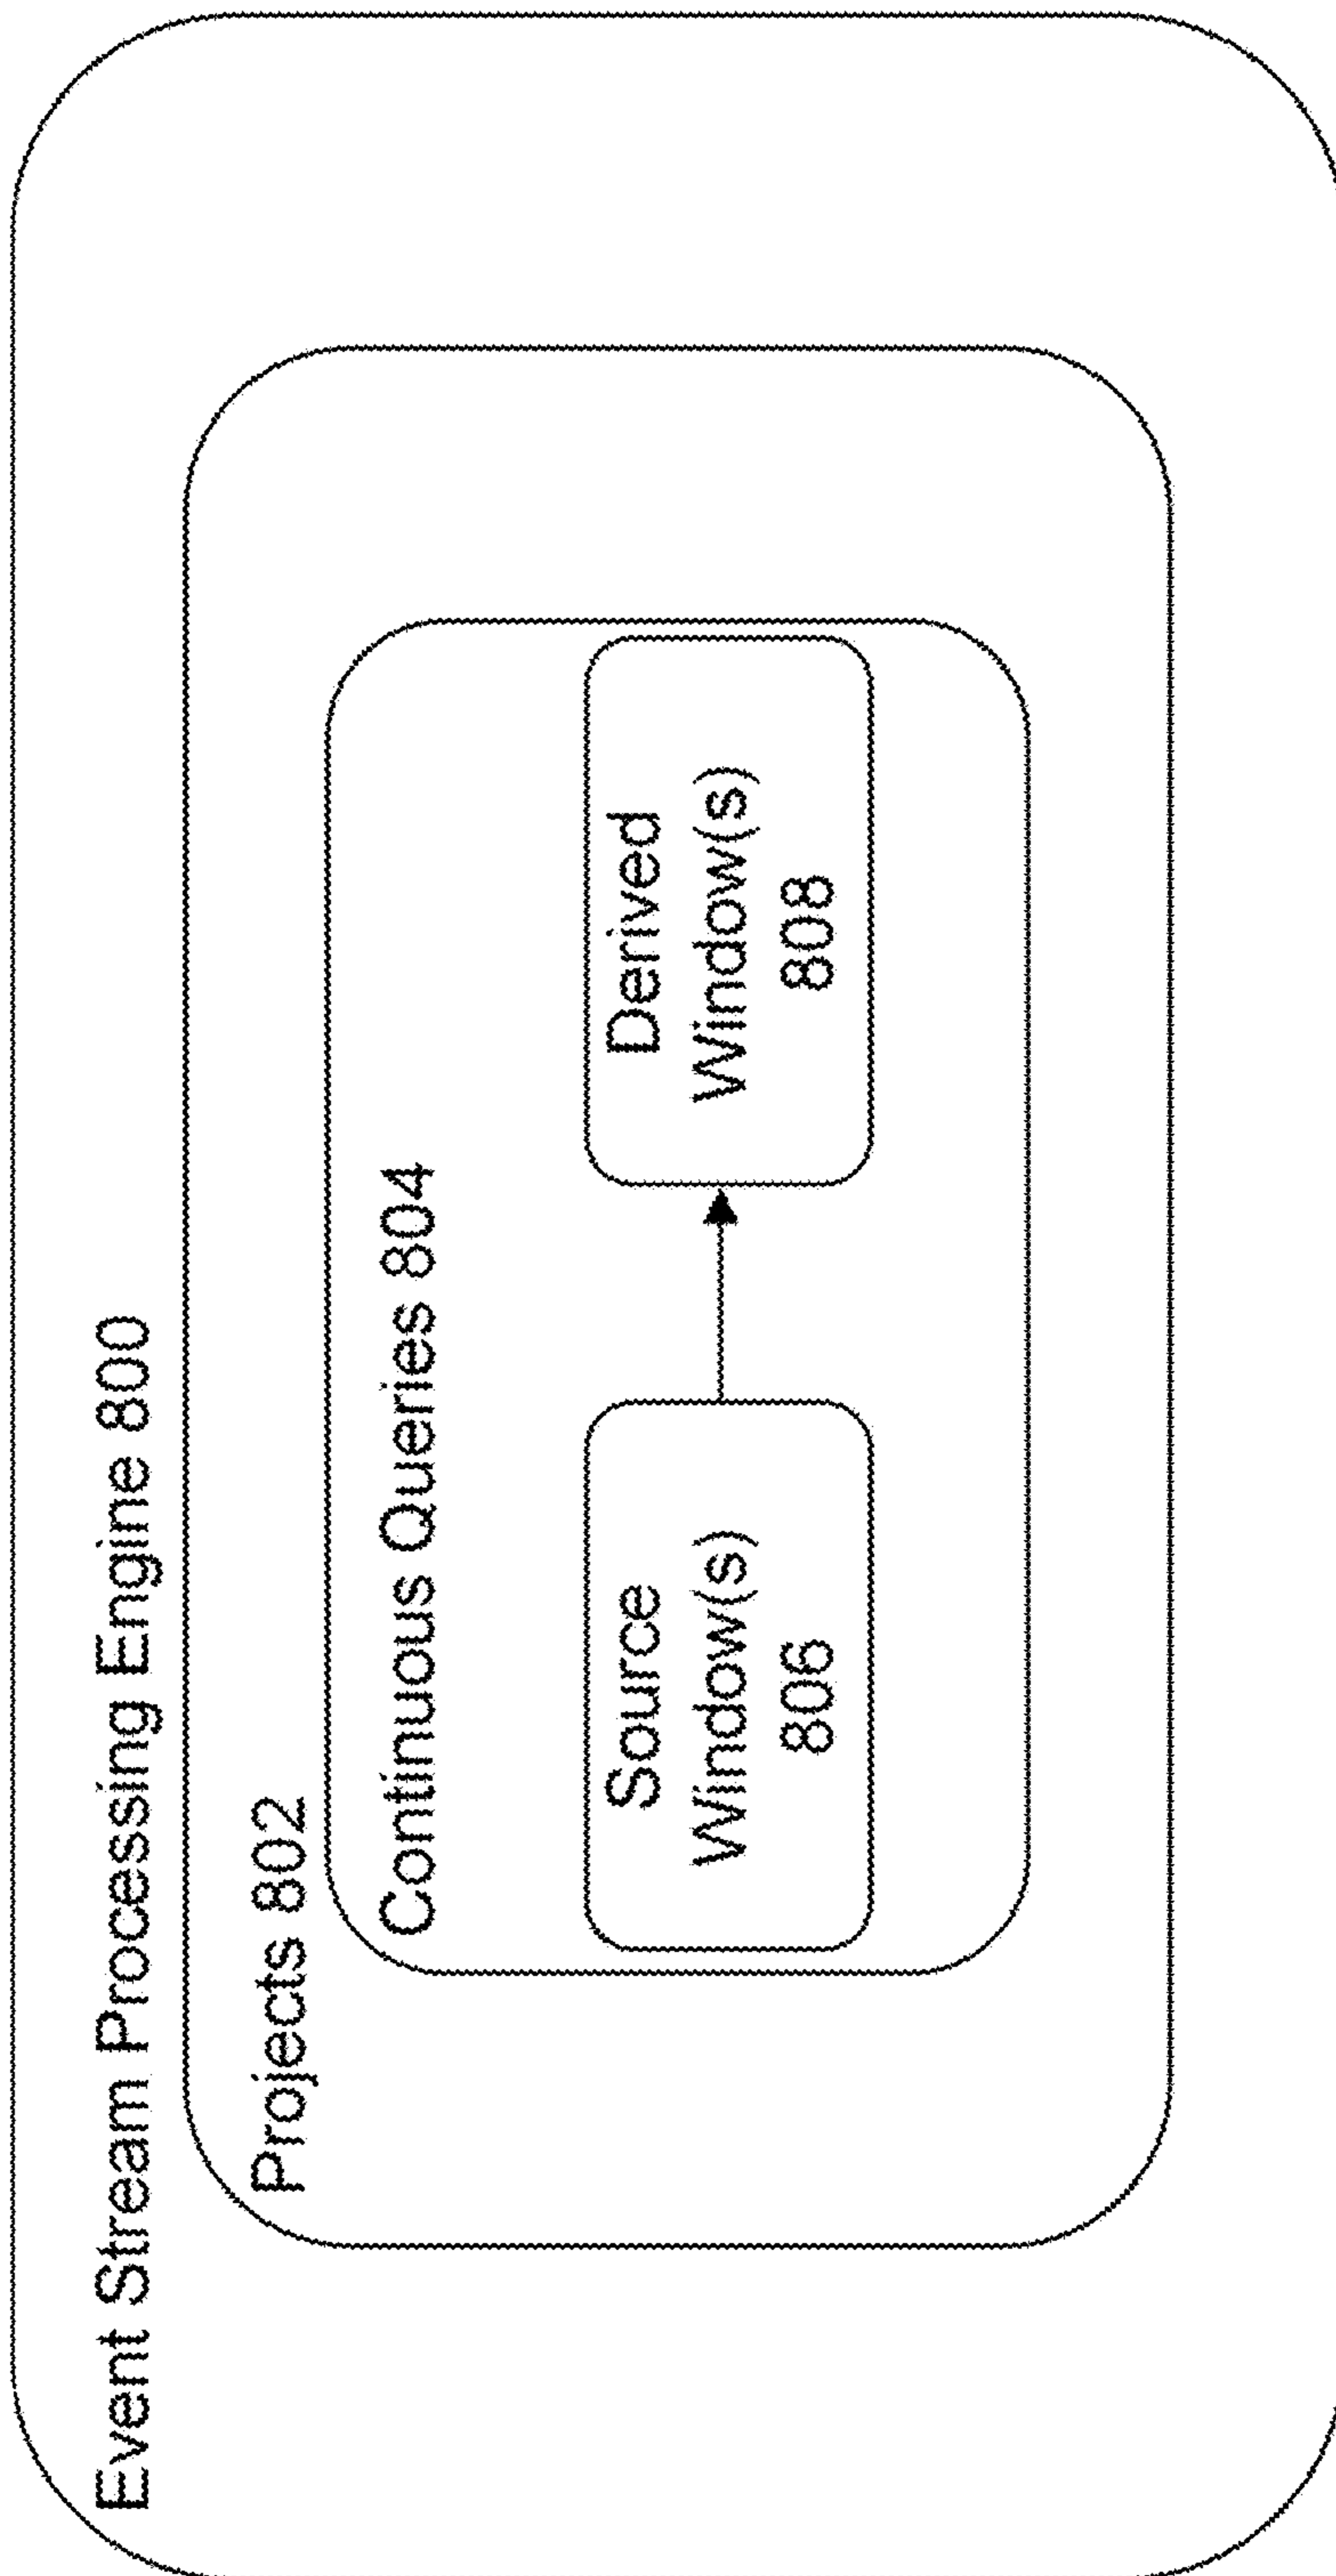 Event Stream Processing Engine 800
Projects 802
Continuous Queries 804
Source
Window(s)
806
Derived
Window(s)
808